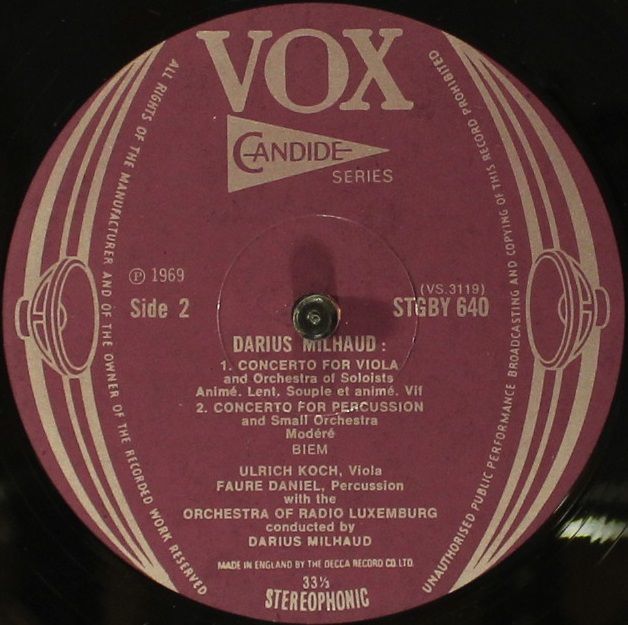 VOX
CANDIDE
SERIES
ALL RIGHTS OF THE MANUFACTURER AND OF THE OWNER OF THE RECORDED WORK RESERVED
UNAUTHORISED PUBLIC PERFORMANCE BROADCASTING AND COPYING OF THIS RECORD PROHIBITED
Ⓟ 1969
Side 2
(VS.3119)
STGBY 640
DARIUS MILHAUD:
1. CONCERTO FOR VIOLA
and Orchestra of Soloists
Animé. Lent, Souple et animé. Vif
2. CONCERTO FOR PERCUSSION
and Small Orchestra
Modéré
BIEM
ULRICH KOCH, Viola
FAURE DANIEL, Percussion
with the
ORCHESTRA OF RADIO LUXEMBURG
conducted by
DARIUS MILHAUD
MADE IN ENGLAND BY THE DECCA RECORD CO. LTD.
33⅓
STEREOPHONIC